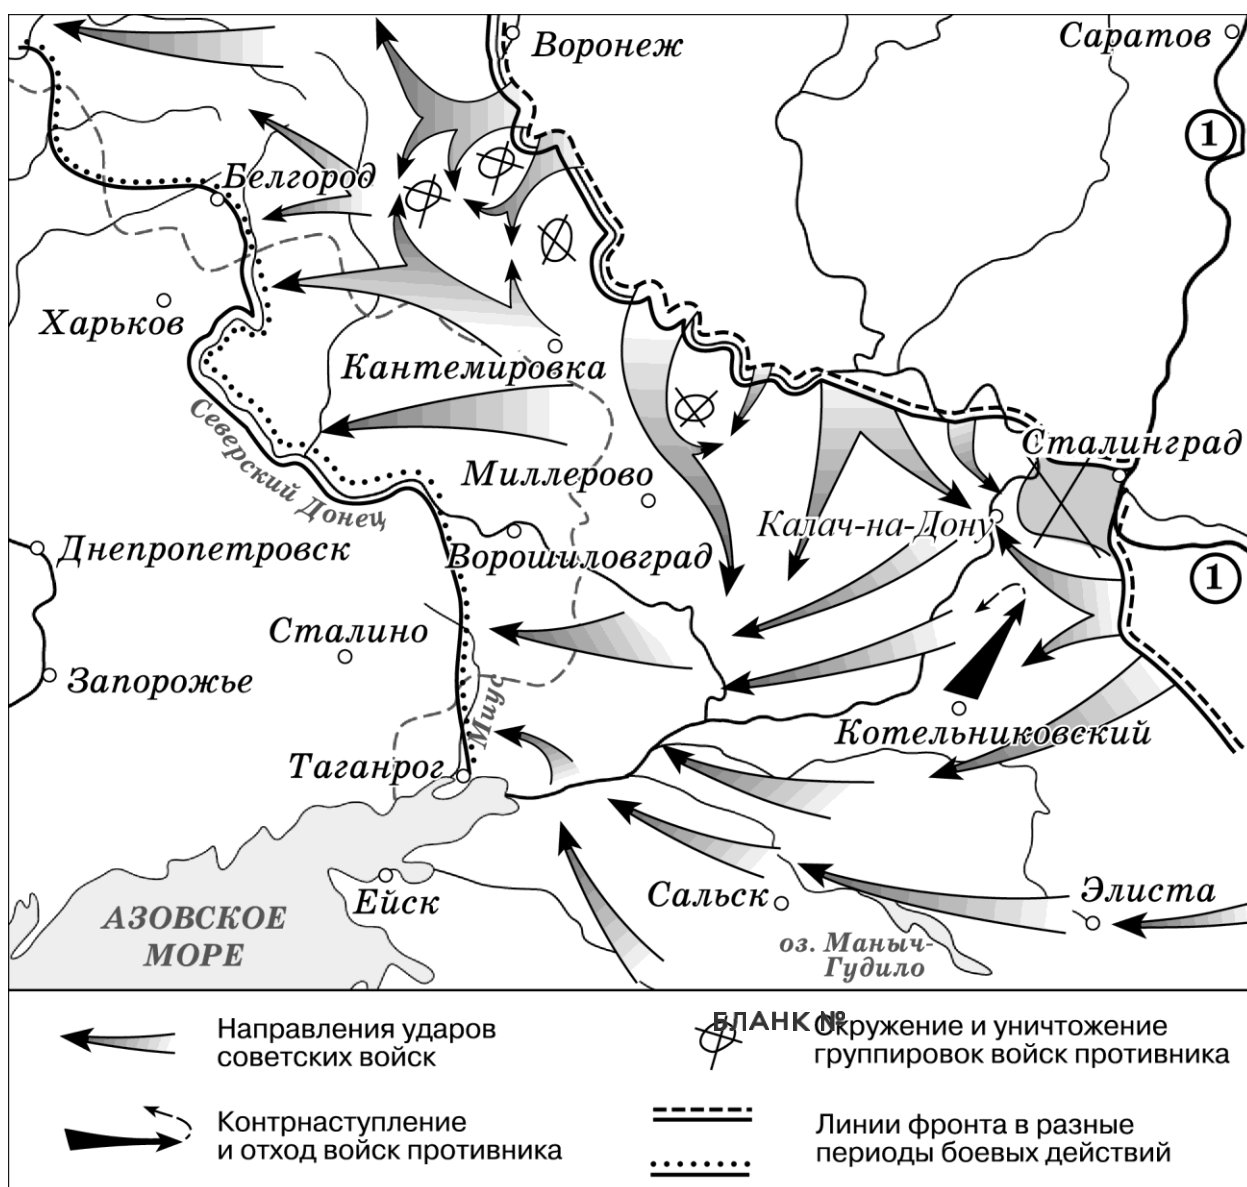 Воронеж
Саратов
1
Белгород
Харьков
Кантемировка
Северский Донец
Сталинград
Миллерово
Калач-на-Дону
Днепропетровск
Ворошиловград
1
Сталино
Запорожье
Миус
Котельниковский
Таганрог
Ейск
Сальск
Элиста
АЗОВСКОЕ
МОРЕ
оз. Маныч-
Гудило
Направления ударов
советских войск
БЛАНК №
Окружение и уничтожение
группировок войск противника
Контрнаступление
и отход войск противника
Линии фронта в разные
периоды боевых действий